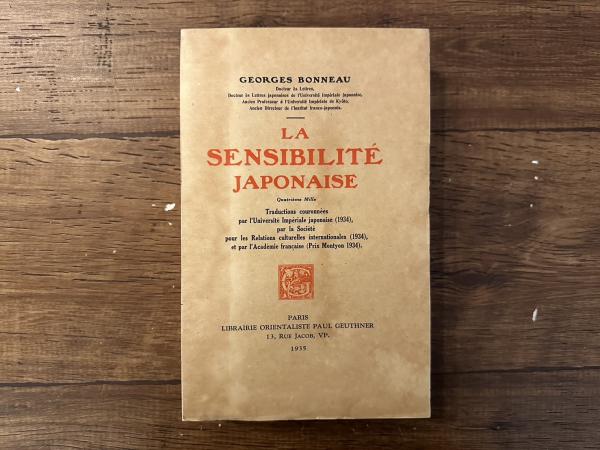 GEORGES BONNEAU
Docteur ès Lettres,
Docteur ès Lettres japonaises de l'Université Impériale japonaise,
Ancien Professeur à l'Université Impériale de Kyôto,
Ancien Directeur de l'Institut franco-japonais.
LA
SENSIBILITÉ
JAPONAISE
Quatrième Mille
Traductions couronnées
par l'Université Impériale japonaise (1934),
par la Société
pour les Relations culturelles internationales (1934),
et par l'Académie française (Prix Montyon 1934).
PARIS
LIBRAIRIE ORIENTALISTE PAUL GEUTHNER
13, RUE JACOB, VIᵉ.
1935